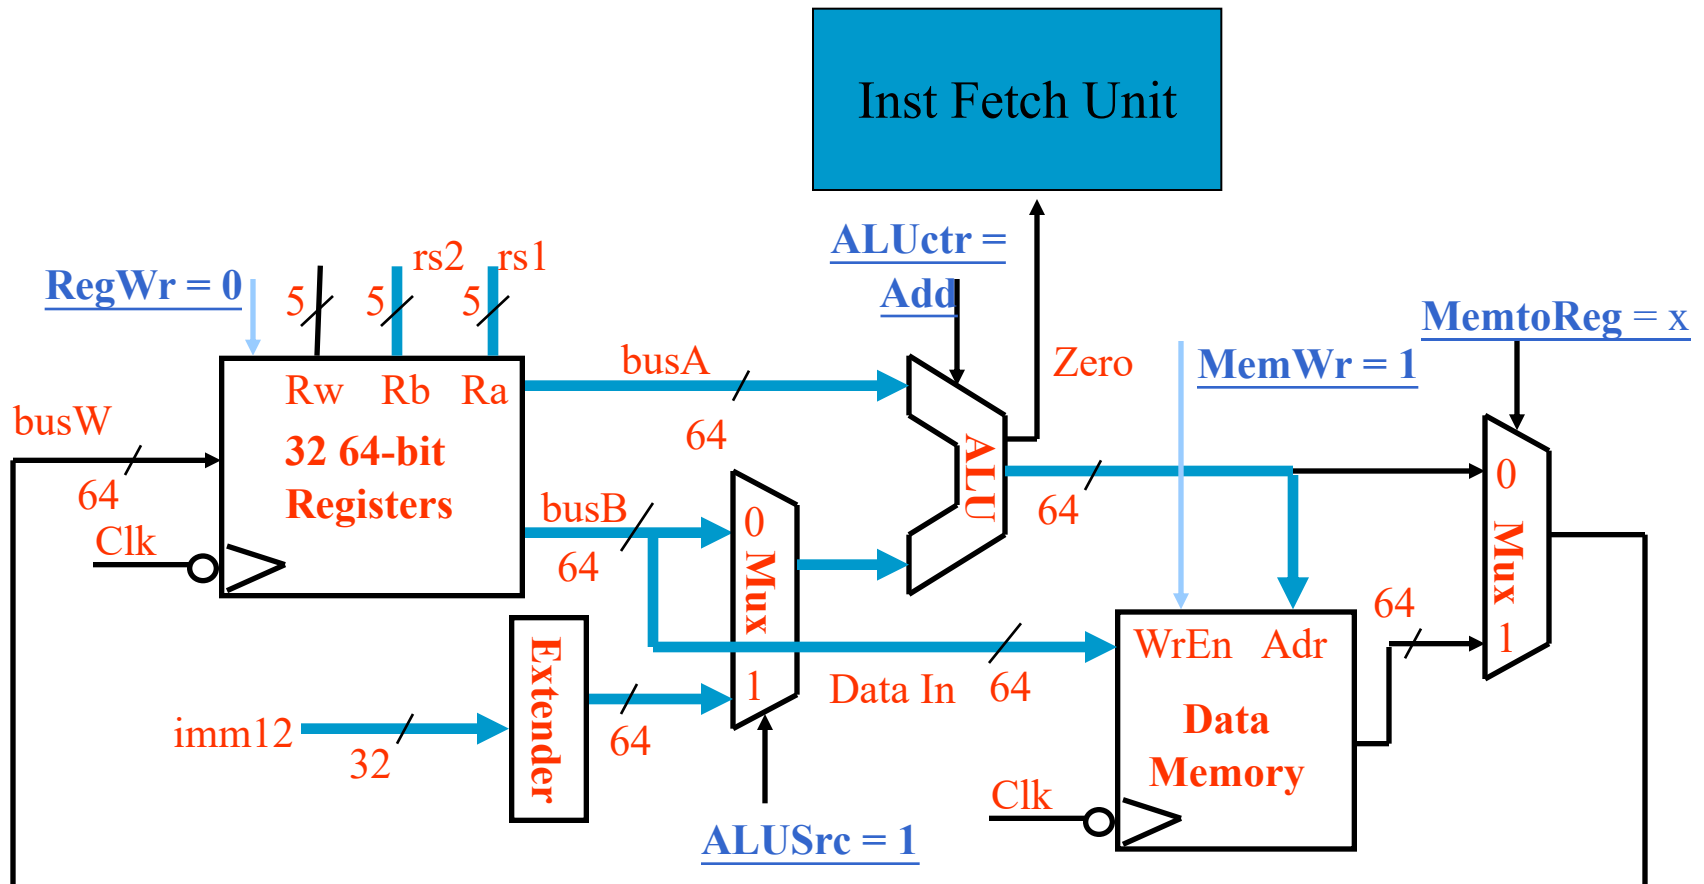 Inst Fetch Unit
ALUctr =
Add
RegWr = 0
rs2
rs1
5
5
5
MemtoReg = x
MemWr = 1
Zero
busA
64
Rw
Rb
Ra
32 64-bit
Registers
busW
64
Clk
busB
64
0
Mux
1
ALU
64
0
Mux
1
64
WrEn
Adr
Data
Memory
Clk
Data In
64
Extender
64
imm12
32
ALUSrc = 1